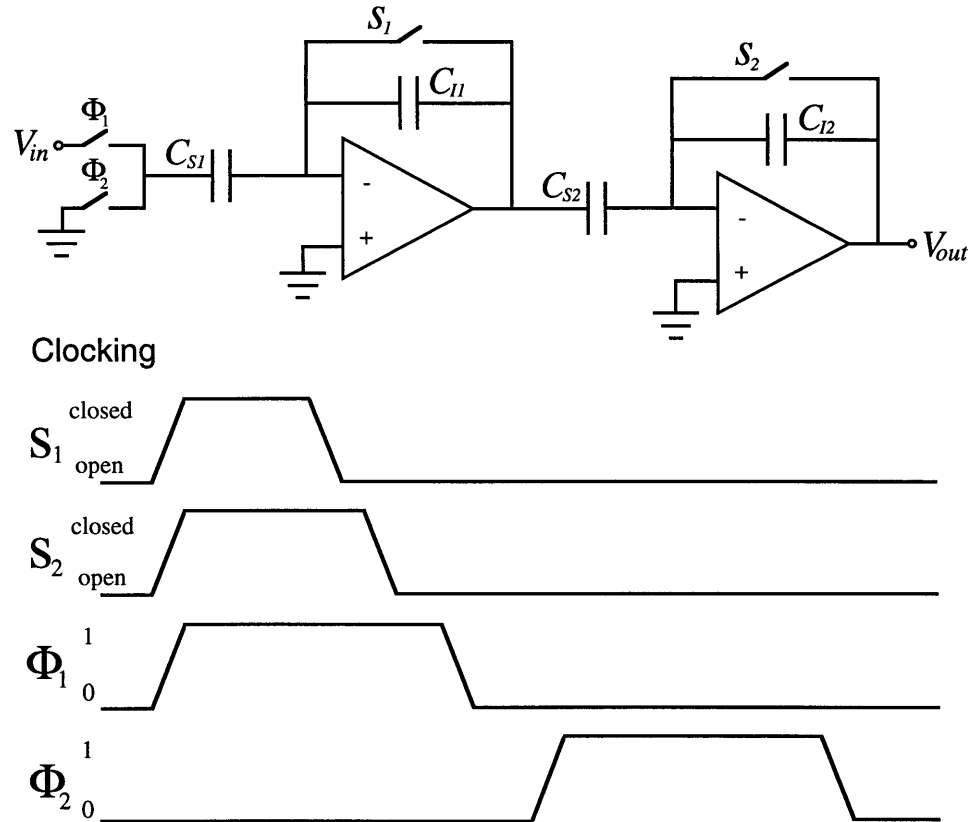 S1
CI1
S2
CI2
Φ1
Vin
CS1
Φ2
-
+
CS2
-
+
Vout
Clocking
S1 closed
open
S2 closed
open
Φ1 1
0
Φ2 1
0